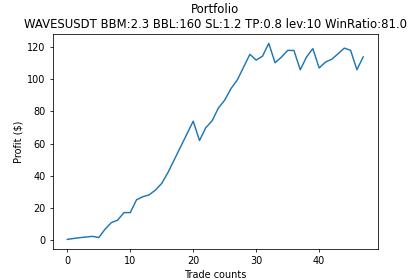 Portfolio
WAVESUSDT BBM:2.3 BBL:160 SL:1.2 TP:0.8 lev:10 WinRatio:81.0
120
100
80
60
40
20
0
Profit ($)
0 10 20 30 40
Trade counts